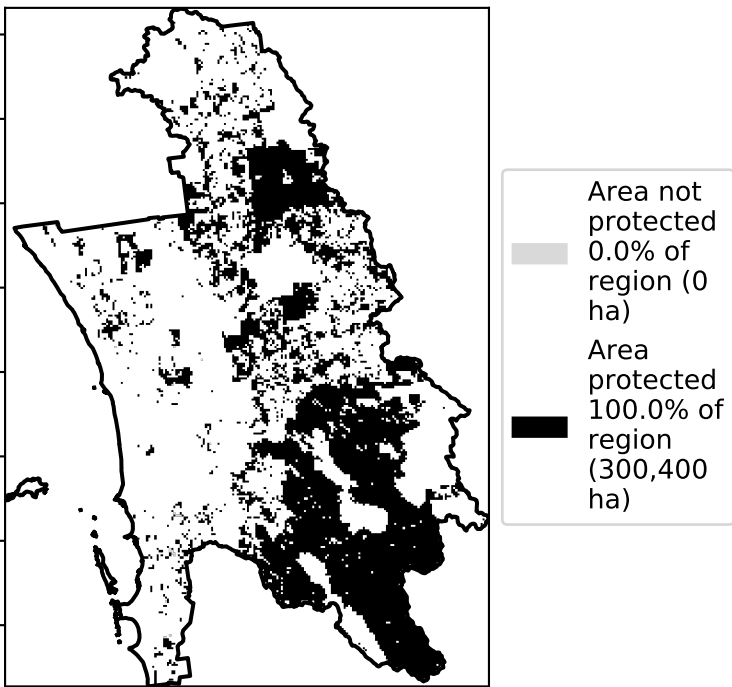 Area not
protected
0.0% of
region (0
ha)
Area
protected
100.0% of
region
(300,400
ha)